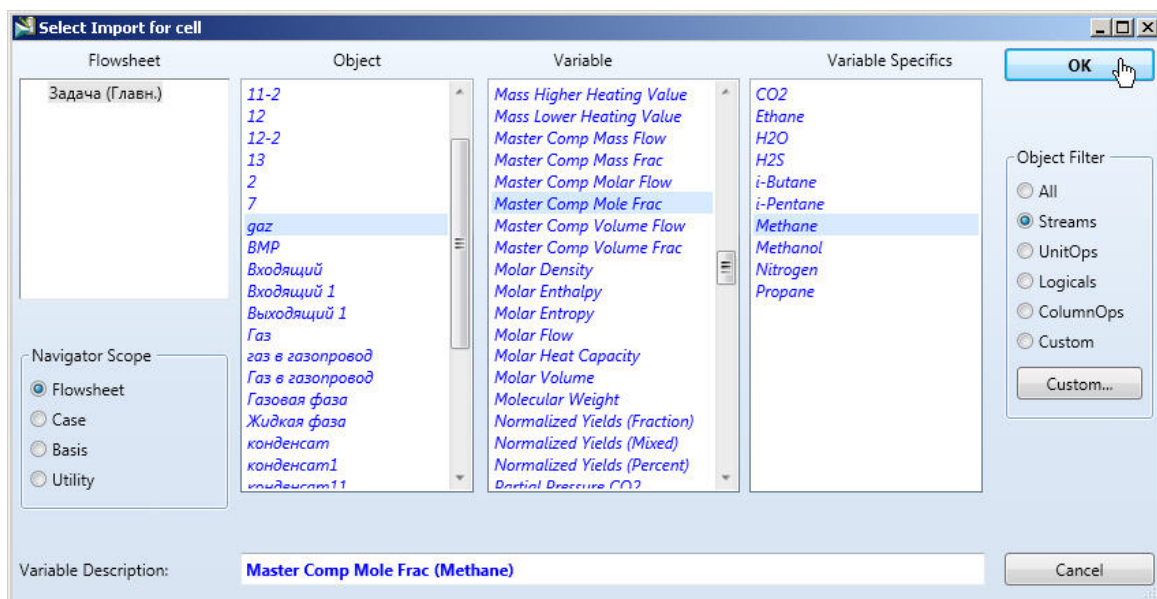 Select Import for cell
Flowsheet
Задача (Главн.)
Navigator Scope
Flowsheet
Case
Basis
Utility
Object
11-2
12
12-2
13
2
7
gaz
BMP
Входящий
Входящий 1
Выходящий 1
Газ
газ в газопровод
Газ в газопровод
Газовая фаза
Жидкая фаза
конденсат
конденсат1
конденсат11
Variable
Mass Higher Heating Value
Mass Lower Heating Value
Master Comp Mass Flow
Master Comp Mass Frac
Master Comp Molar Flow
Master Comp Mole Frac
Master Comp Volume Flow
Master Comp Volume Frac
Molar Density
Molar Enthalpy
Molar Entropy
Molar Flow
Molar Heat Capacity
Molar Volume
Molecular Weight
Normalized Yields (Fraction)
Normalized Yields (Mixed)
Normalized Yields (Percent)
Partial Pressure CO2
Variable Specifics
CO2
Ethane
H2O
H2S
i-Butane
i-Pentane
Methane
Methanol
Nitrogen
Propane
OK
Object Filter
All
Streams
UnitOps
Logicals
ColumnOps
Custom
Custom...
Variable Description:
Master Comp Mole Frac (Methane)
Cancel